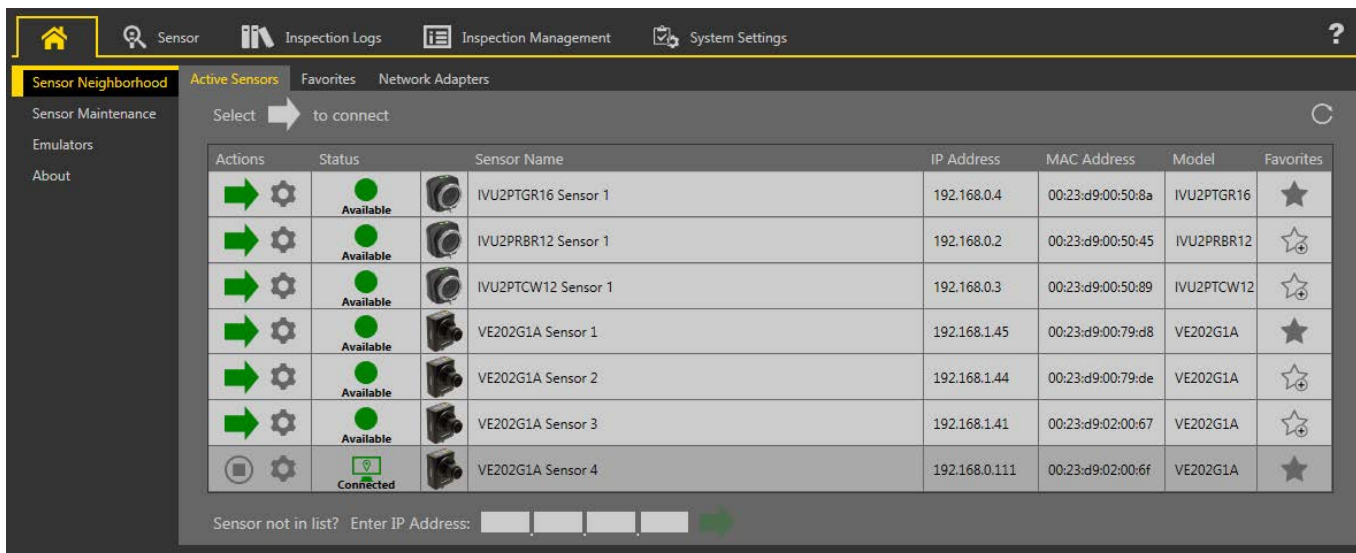 Sensor Inspection Logs Inspection Management System Settings ?
Sensor Neighborhood
Sensor Maintenance
Emulators
About
Active Sensors Favorites Network Adapters
Select to connect
Actions Status Sensor Name IP Address MAC Address Model Favorites
Available IVU2PTGR16 Sensor 1 192.168.0.4 00:23:d9:00:50:8a IVU2PTGR16
Available IVU2PRBR12 Sensor 1 192.168.0.2 00:23:d9:00:50:45 IVU2PRBR12
Available IVU2PTCW12 Sensor 1 192.168.0.3 00:23:d9:00:50:89 IVU2PTCW12
Available VE202G1A Sensor 1 192.168.1.45 00:23:d9:00:79:d8 VE202G1A
Available VE202G1A Sensor 2 192.168.1.44 00:23:d9:00:79:de VE202G1A
Available VE202G1A Sensor 3 192.168.1.41 00:23:d9:02:00:67 VE202G1A
Connected VE202G1A Sensor 4 192.168.0.111 00:23:d9:02:00:6f VE202G1A
Sensor not in list? Enter IP Address: . . .